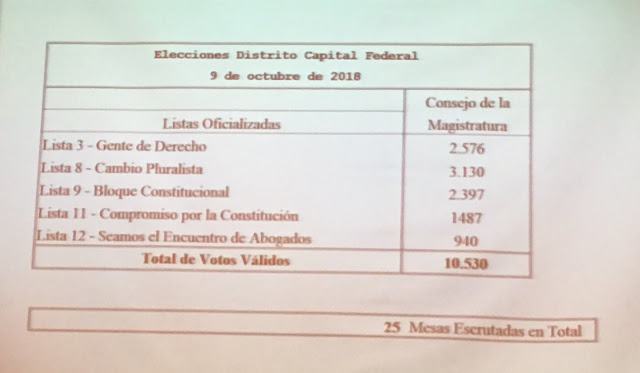 Elecciones Distrito Capital Federal
9 de octubre de 2018
Listas Oficializadas Consejo de la Magistratura
Lista 3 - Gente de Derecho 2.576
Lista 8 - Cambio Pluralista 3.130
Lista 9 - Bloque Constitucional 2.397
Lista 11 - Compromiso por la Constitución 1487
Lista 12 - Seamos el Encuentro de Abogados 940
Total de Votos Válidos 10.530
25 Mesas Escrutadas en Total